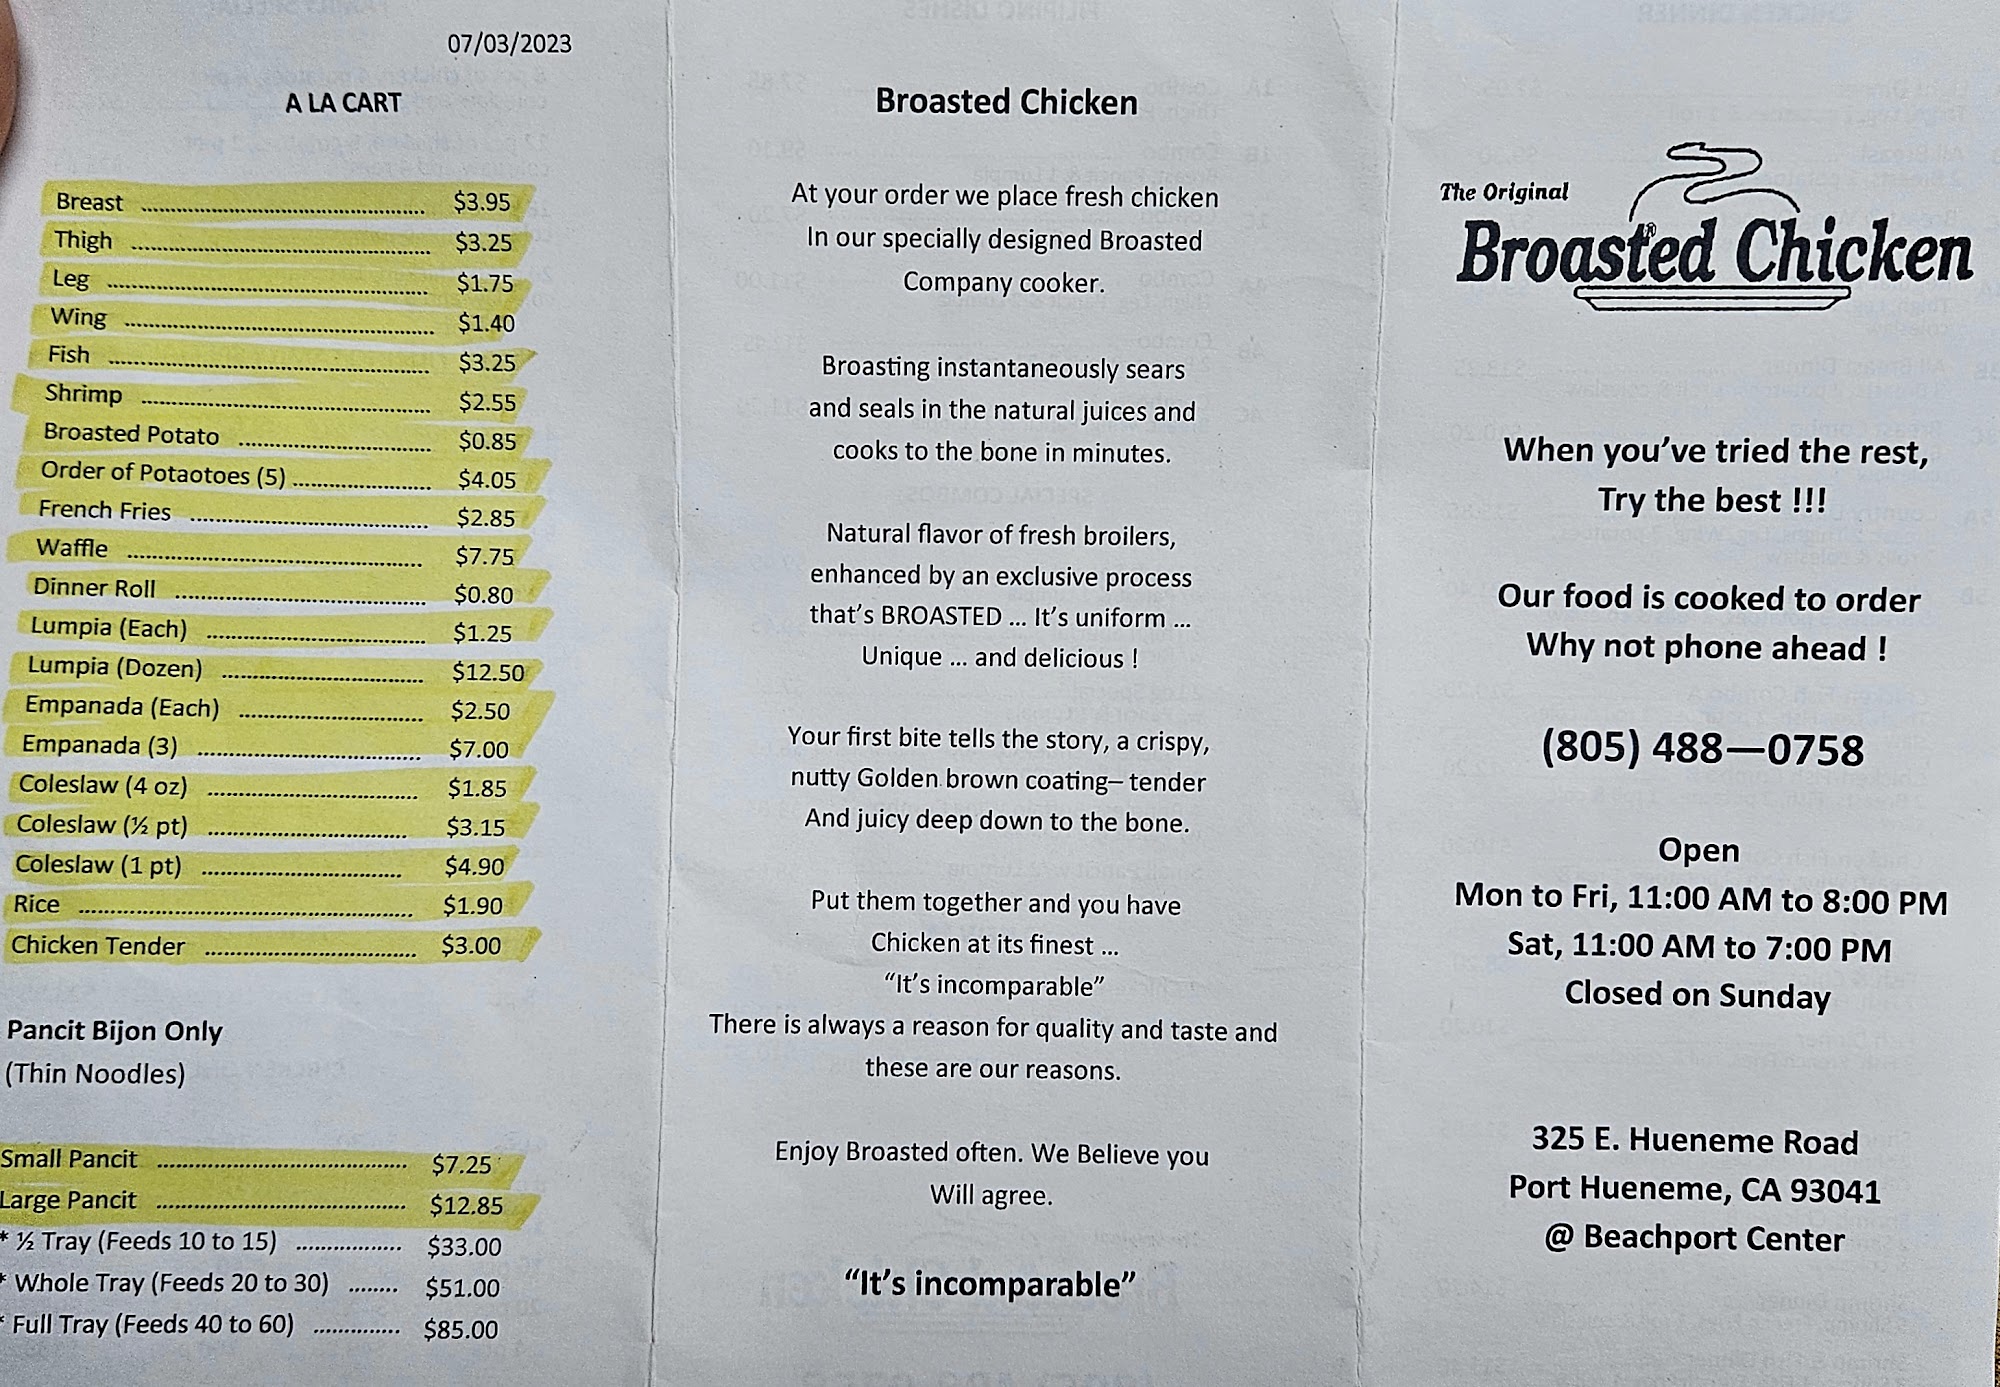 07/03/2023
A LA CART
Breast ........................................ $3.95
Thigh ........................................ $3.25
Leg ........................................ $1.75
Wing ........................................ $1.40
Fish ........................................ $3.25
Shrimp ........................................ $2.55
Broasted Potato ........................... $0.85
Order of Potaotoes (5) .................... $4.05
French Fries ................................. $2.85
Waffle ........................................ $7.75
Dinner Roll ................................... $0.80
Lumpia (Each) .............................. $1.25
Lumpia (Dozen) ............................ $12.50
Empanada (Each) ......................... $2.50
Empanada (3) .............................. $7.00
Coleslaw (4 oz) ............................. $1.85
Coleslaw (½ pt) ............................ $3.15
Coleslaw (1 pt) ............................. $4.90
Rice ........................................ $1.90
Chicken Tender ............................ $3.00
Pancit Bijon Only
(Thin Noodles)
Small Pancit ................................. $7.25
Large Pancit ................................. $12.85
* ½ Tray (Feeds 10 to 15) ................. $33.00
* Whole Tray (Feeds 20 to 30) ........ $51.00
* Full Tray (Feeds 40 to 60) .............. $85.00
Broasted Chicken
At your order we place fresh chicken
In our specially designed Broasted
Company cooker.
Broasting instantaneously sears
and seals in the natural juices and
cooks to the bone in minutes.
Natural flavor of fresh broilers,
enhanced by an exclusive process
that's BROASTED ... It's uniform ...
Unique ... and delicious !
Your first bite tells the story, a crispy,
nutty Golden brown coating– tender
And juicy deep down to the bone.
Put them together and you have
Chicken at its finest ...
“It's incomparable”
There is always a reason for quality and taste and
these are our reasons.
Enjoy Broasted often. We Believe you
Will agree.
“It's incomparable”
The Original
Broasted® Chicken
When you've tried the rest,
Try the best !!!
Our food is cooked to order
Why not phone ahead !
(805) 488—0758
Open
Mon to Fri, 11:00 AM to 8:00 PM
Sat, 11:00 AM to 7:00 PM
Closed on Sunday
325 E. Hueneme Road
Port Hueneme, CA 93041
@ Beachport Center